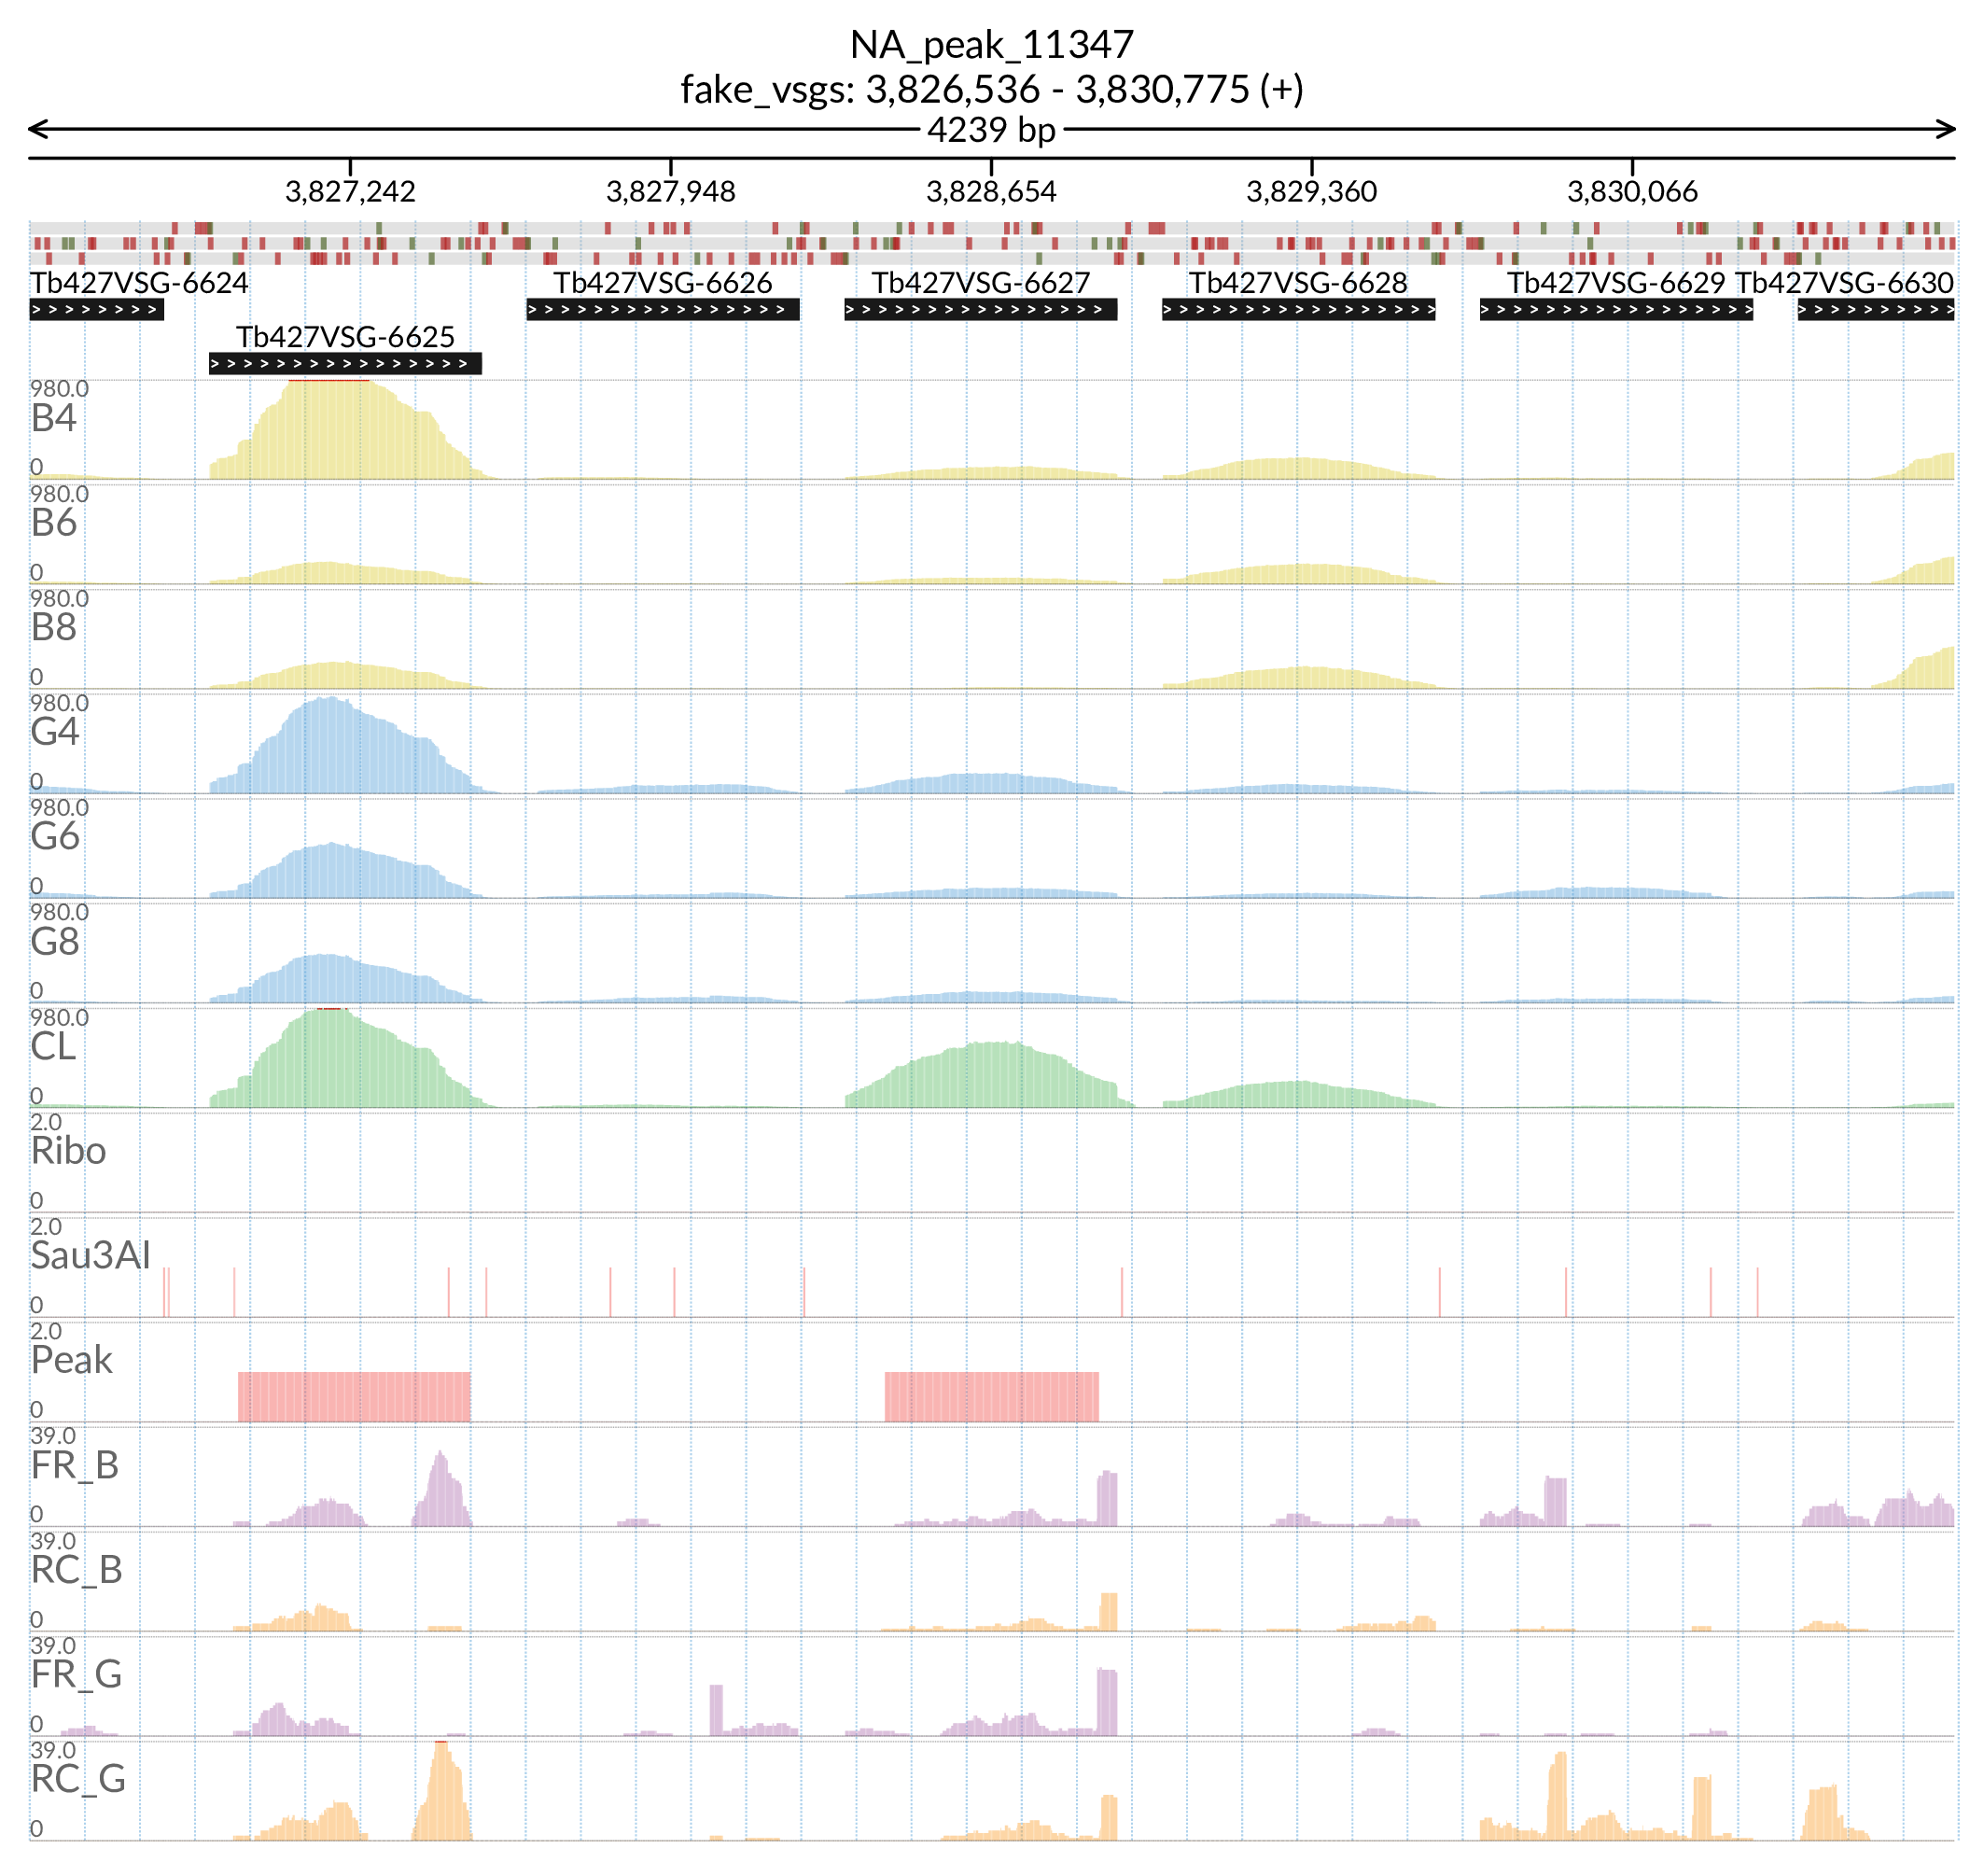 NA_peak_11347
fake_vsgs: 3,826,536 - 3,830,775 (+)
4239 bp
3,827,242 3,827,948 3,828,654 3,829,360 3,830,066
Tb427VSG-6624 Tb427VSG-6626 Tb427VSG-6627 Tb427VSG-6628 Tb427VSG-6629 Tb427VSG-6630
Tb427VSG-6625
980.0
B4
0
980.0
B6
0
980.0
B8
0
980.0
G4
0
980.0
G6
0
980.0
G8
0
980.0
CL
0
2.0
Ribo
0
2.0
Sau3AI
0
2.0
Peak
0
39.0
FR_B
0
39.0
RC_B
0
39.0
FR_G
0
39.0
RC_G
0